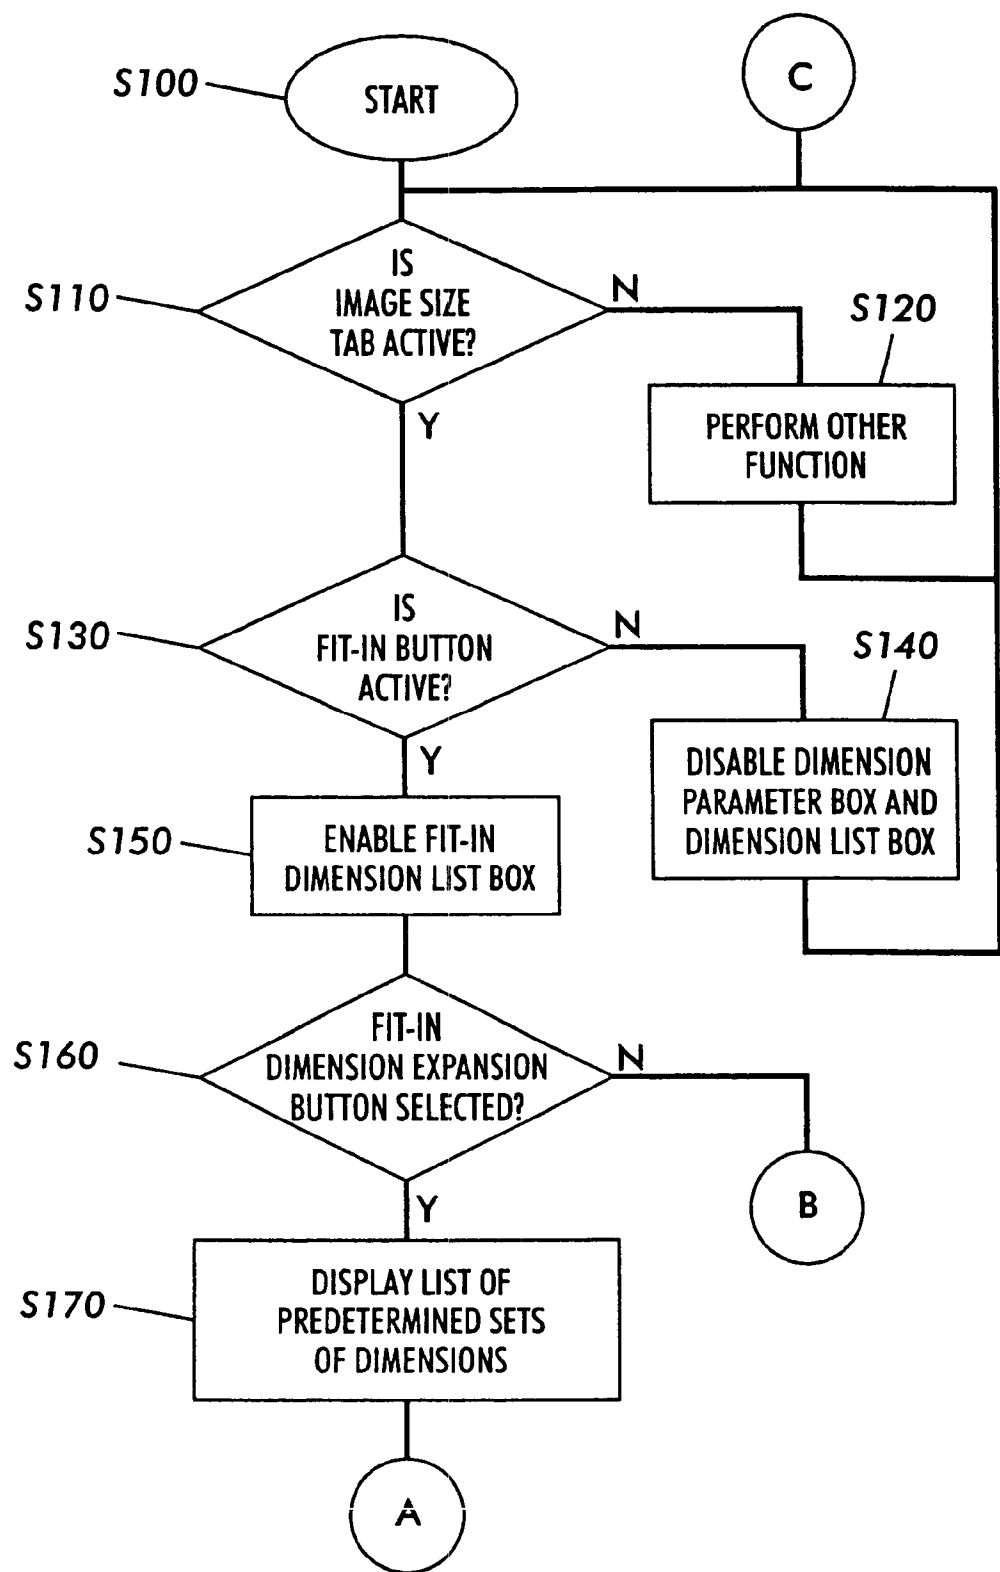 S100
START
C
S110
IS
IMAGE SIZE
TAB ACTIVE?
N
Y
S120
PERFORM OTHER
FUNCTION
S130
IS
FIT-IN BUTTON
ACTIVE?
N
Y
S140
DISABLE DIMENSION
PARAMETER BOX AND
DIMENSION LIST BOX
S150
ENABLE FIT-IN
DIMENSION LIST BOX
S160
FIT-IN
DIMENSION EXPANSION
BUTTON SELECTED?
N
Y
B
S170
DISPLAY LIST OF
PREDETERMINED SETS
OF DIMENSIONS
A